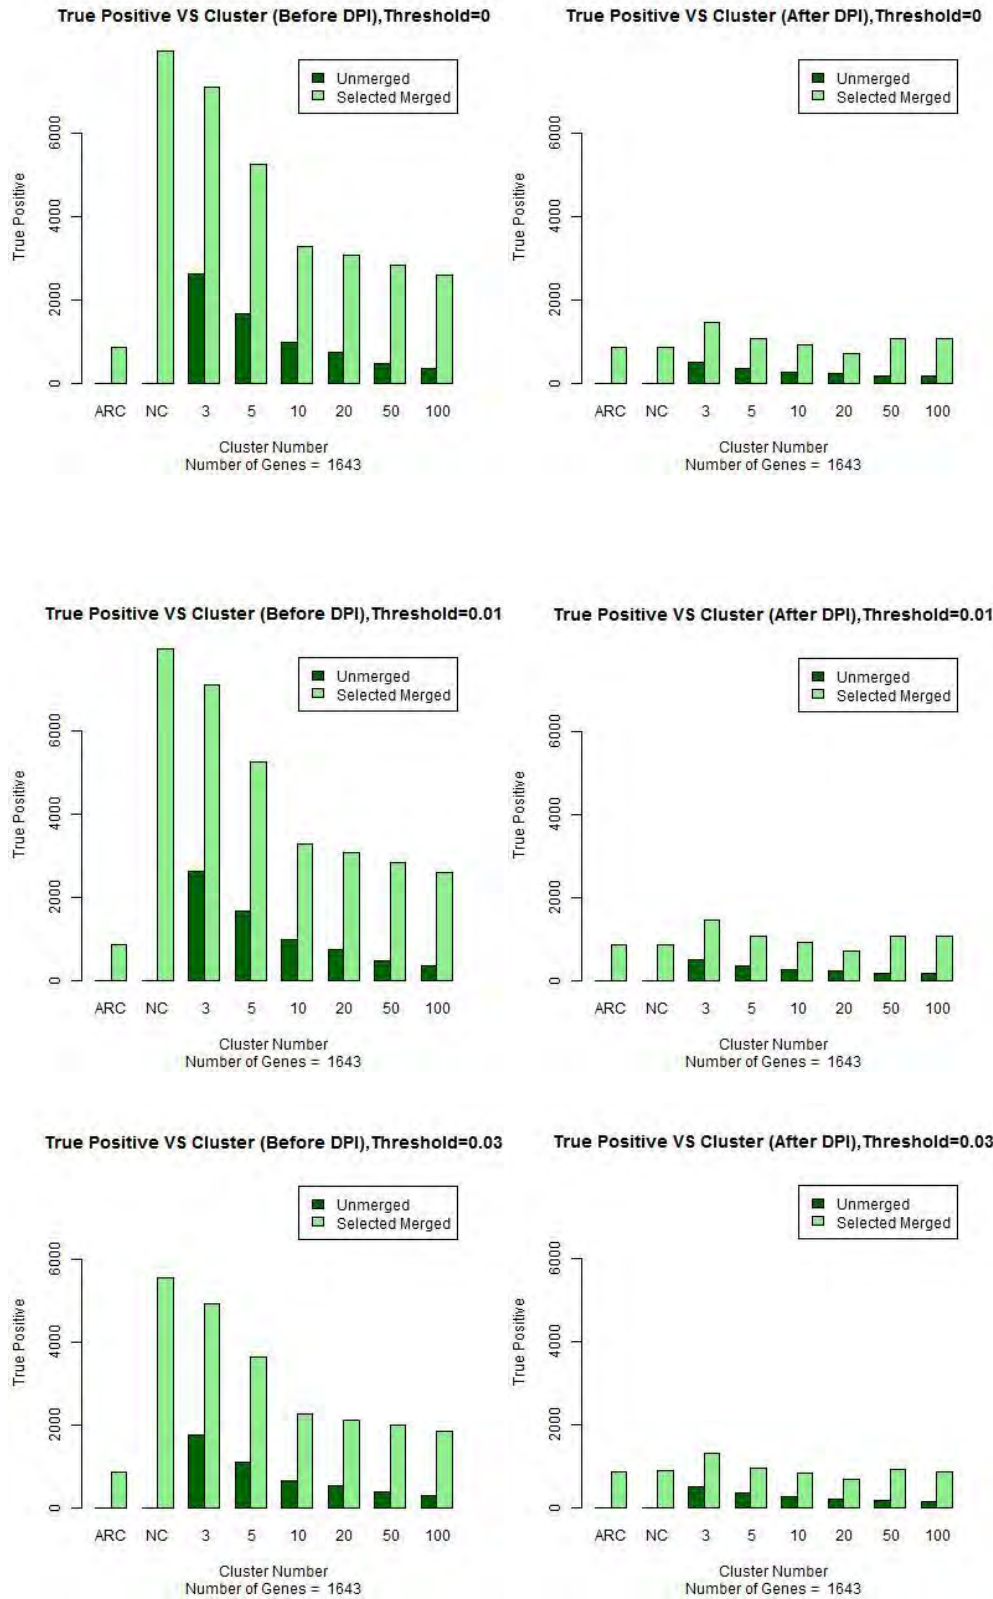 True Positive VS Cluster (Before DPI),Threshold=0
Unmerged
Selected Merged
6000
4000
2000
0
True Positive
ARC NC 3 5 10 20 50 100
Cluster Number
Number of Genes = 1643
True Positive VS Cluster (After DPI),Threshold=0
Unmerged
Selected Merged
6000
4000
2000
0
True Positive
ARC NC 3 5 10 20 50 100
Cluster Number
Number of Genes = 1643
True Positive VS Cluster (Before DPI),Threshold=0.01
Unmerged
Selected Merged
6000
4000
2000
0
True Positive
ARC NC 3 5 10 20 50 100
Cluster Number
Number of Genes = 1643
True Positive VS Cluster (After DPI),Threshold=0.01
Unmerged
Selected Merged
6000
4000
2000
0
True Positive
ARC NC 3 5 10 20 50 100
Cluster Number
Number of Genes = 1643
True Positive VS Cluster (Before DPI),Threshold=0.03
Unmerged
Selected Merged
6000
4000
2000
0
True Positive
ARC NC 3 5 10 20 50 100
Cluster Number
Number of Genes = 1643
True Positive VS Cluster (After DPI),Threshold=0.03
Unmerged
Selected Merged
6000
4000
2000
0
True Positive
ARC NC 3 5 10 20 50 100
Cluster Number
Number of Genes = 1643